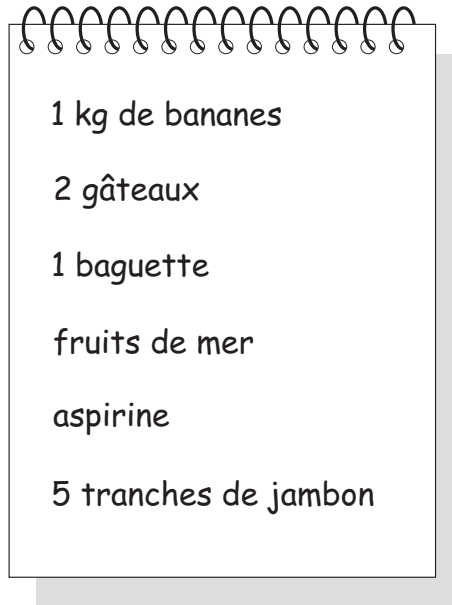 1 kg de bananes
2 gâteaux
1 baguette
fruits de mer
aspirine
5 tranches de jambon